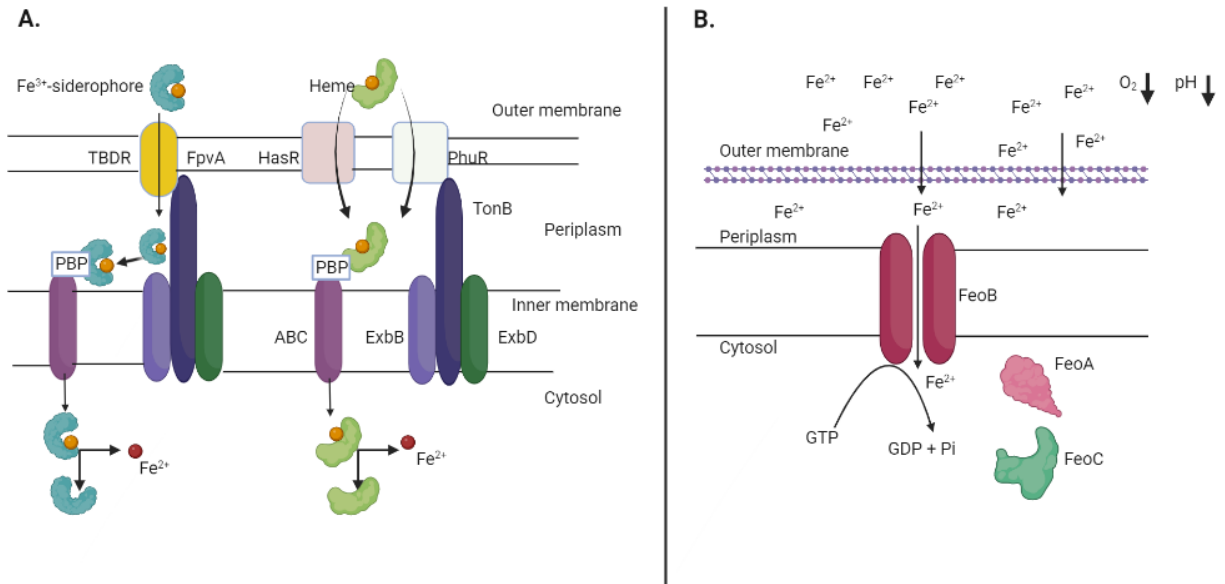 A.
Fe³⁺-siderophore
Heme
Outer membrane
TBDR
FpvA
HasR
PhuR
TonB
Periplasm
PBP
PBP
Inner membrane
ABC
ExbB
ExbD
Cytosol
Fe²⁺
Fe²⁺
B.
Fe²⁺
Fe²⁺
Fe²⁺
Fe²⁺
Fe²⁺
Fe²⁺
O₂
pH
Fe²⁺
Fe²⁺
Outer membrane
Fe²⁺
Fe²⁺
Fe²⁺
Fe²⁺
Periplasm
FeoB
Cytosol
Fe²⁺
FeoA
GTP
GDP + Pi
FeoC